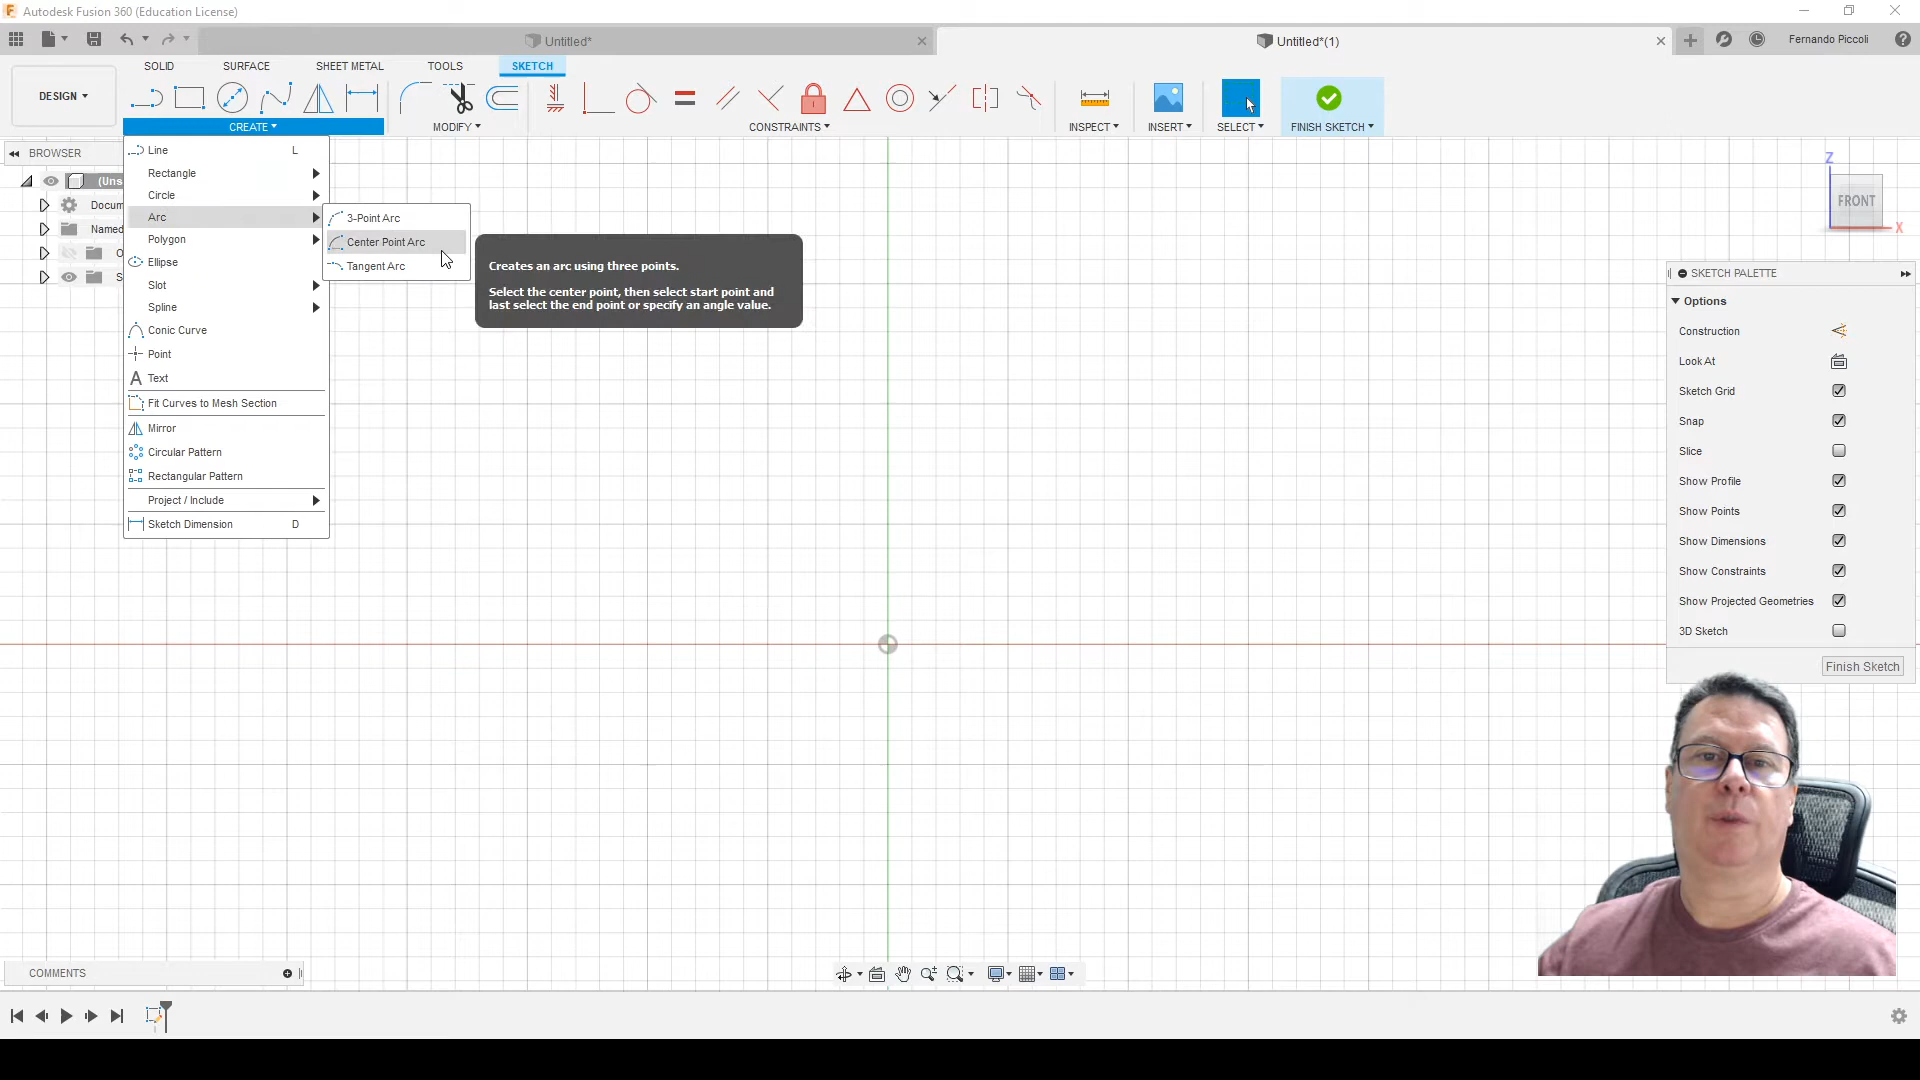 Autodesk Fusion 360 (Education License)
Untitled*
Untitled*(1)
Fernando Piccoli
DESIGN
SOLID
SURFACE
SHEET METAL
TOOLS
SKETCH
CREATE
MODIFY
CONSTRAINTS
INSPECT
INSERT
SELECT
FINISH SKETCH
BROWSER
(Uns
Docum
Named
O
S
Line L
Rectangle
Circle
Arc
Polygon
Ellipse
Slot
Spline
Conic Curve
Point
Text
Fit Curves to Mesh Section
Mirror
Circular Pattern
Rectangular Pattern
Project / Include
Sketch Dimension D
3-Point Arc
Center Point Arc
Tangent Arc
Creates an arc using three points.
Select the center point, then select start point and
last select the end point or specify an angle value.
Z
FRONT
X
SKETCH PALETTE
Options
Construction
Look At
Sketch Grid
Snap
Slice
Show Profile
Show Points
Show Dimensions
Show Constraints
Show Projected Geometries
3D Sketch
Finish Sketch
COMMENTS